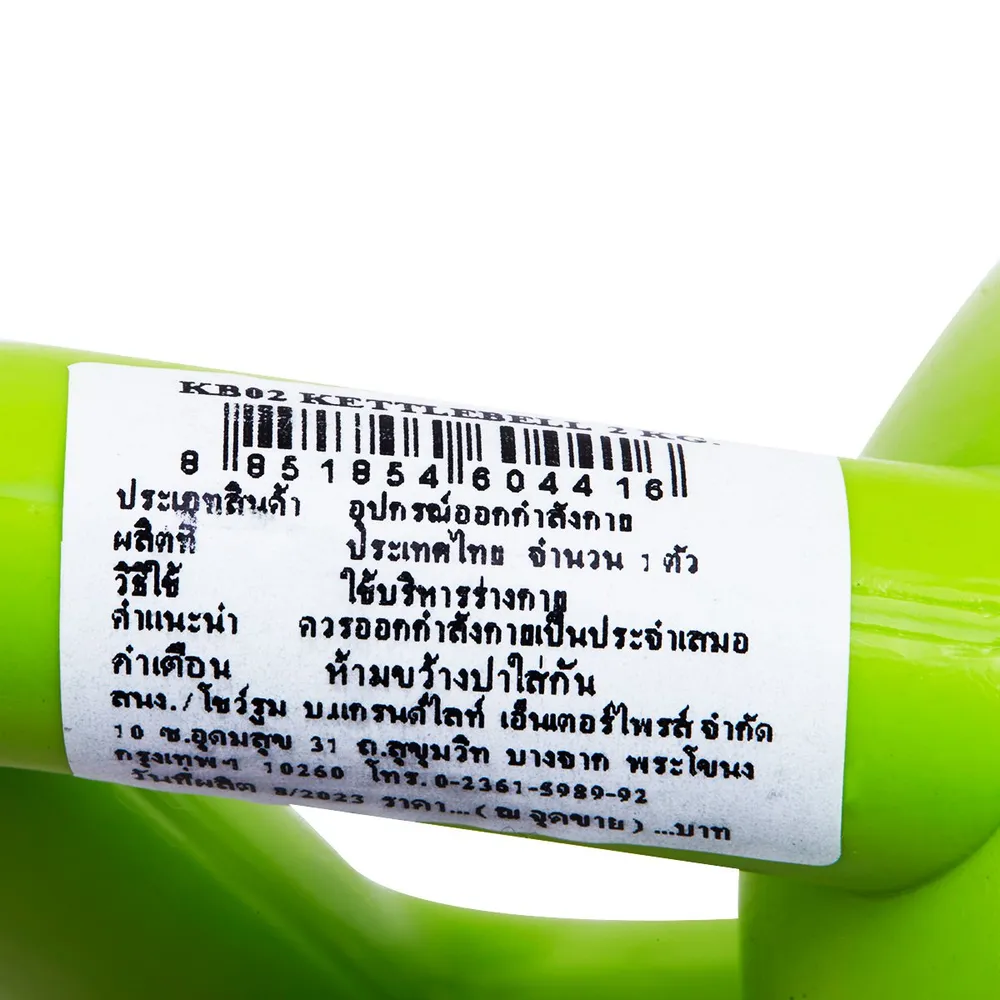 KB02 KETTLEBELL 2 KG.
8 851854 604416
ประเภทสินค้า อุปกรณ์ออกกำลังกาย
ผลิตที่ ประเทศไทย จำนวน 1 ตัว
วิธีใช้ ใช้บริหารร่างกาย
คำแนะนำ ควรออกกำลังกายเป็นประจำเสมอ
คำเตือน ห้ามขว้างปาใส่กัน
สนง./โชว์รูม บ.แกรนด์ไลท์ เอ็นเตอร์ไพรส์ จำกัด
10 ซ.อุดมสุข 31 ถ.สุขุมวิท บางจาก พระโขนง
กรุงเทพฯ 10260 โทร.0-2361-5989-92
วันที่ผลิต 8/2023 ราคา...( ณ จุดขาย ) ...บาท